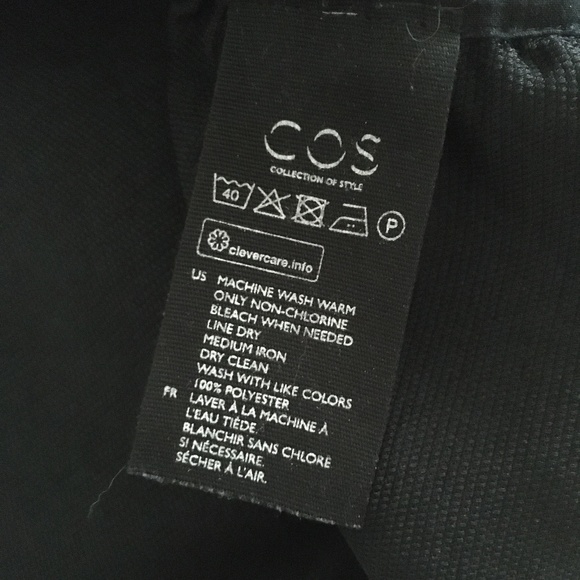 COS
COLLECTION OF STYLE
40 P
clevercare.info
US MACHINE WASH WARM
ONLY NON-CHLORINE
BLEACH WHEN NEEDED
LINE DRY
MEDIUM IRON
DRY CLEAN
WASH WITH LIKE COLORS
100% POLYESTER
FR LAVER À LA MACHINE À
L'EAU TIÈDE.
BLANCHIR SANS CHLORE
SI NÉCESSAIRE.
SÉCHER À L'AIR.